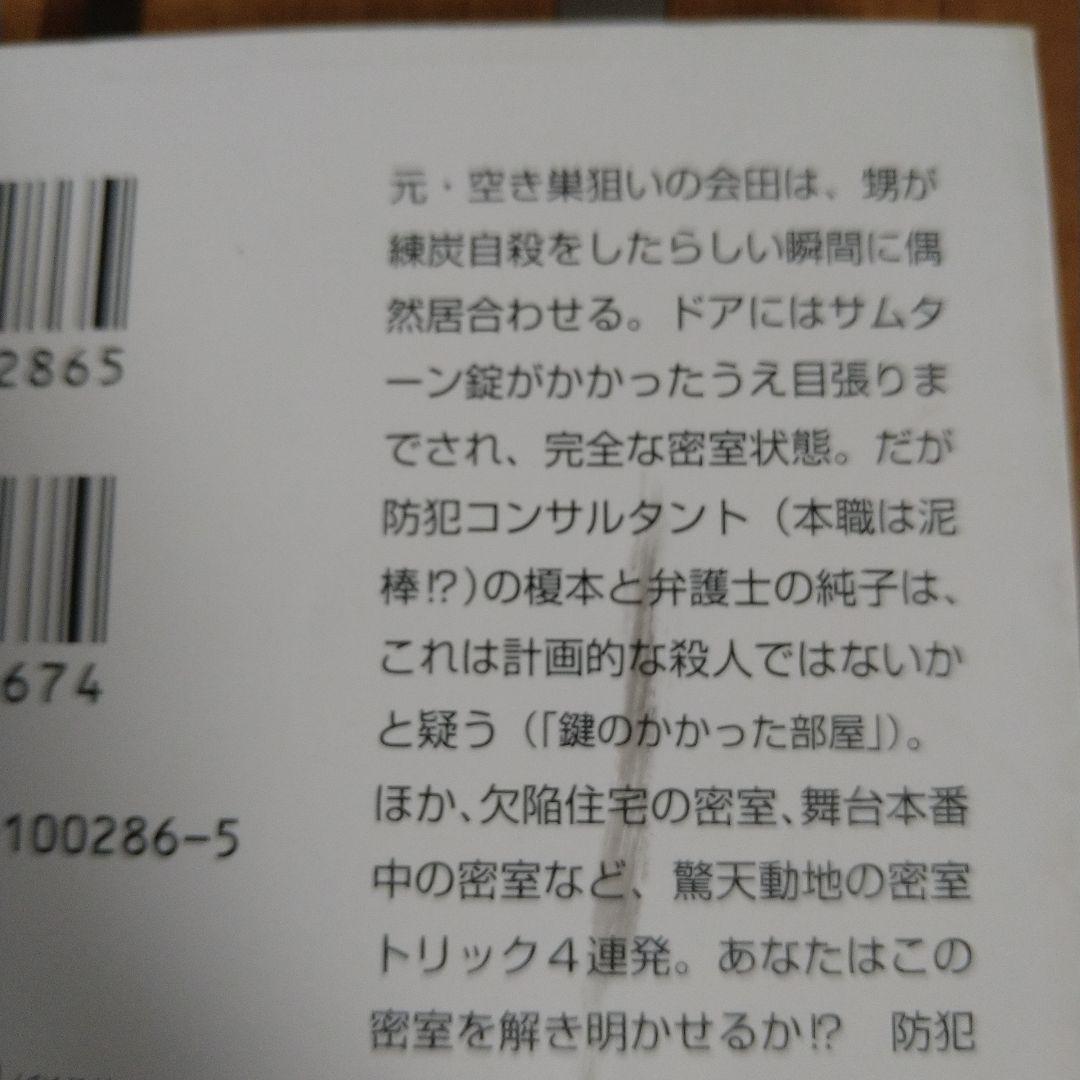 元・空き巣狙いの会田は、甥が
練炭自殺をしたらしい瞬間に偶
然居合わせる。ドアにはサムタ
ーン錠がかかったうえ目張りま
でされ、完全な密室状態。だが
防犯コンサルタント（本職は泥
棒!?）の榎本と弁護士の純子は、
これは計画的な殺人ではないか
と疑う（「鍵のかかった部屋」）。
ほか、欠陥住宅の密室、舞台本番
中の密室など、驚天動地の密室
トリック４連発。あなたはこの
密室を解き明かせるか!?　防犯
2865
674
100286-5